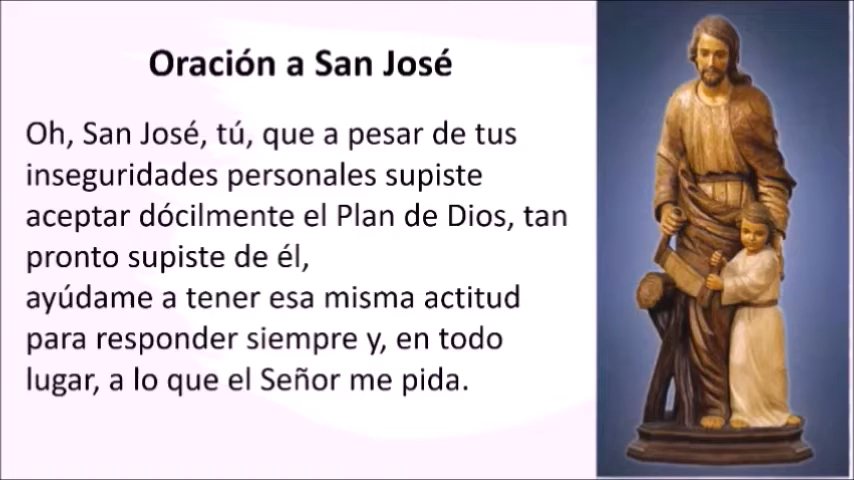 Oración a San José
Oh, San José, tú, que a pesar de tus
inseguridades personales supiste
aceptar dócilmente el Plan de Dios, tan
pronto supiste de él,
ayúdame a tener esa misma actitud
para responder siempre y, en todo
lugar, a lo que el Señor me pida.